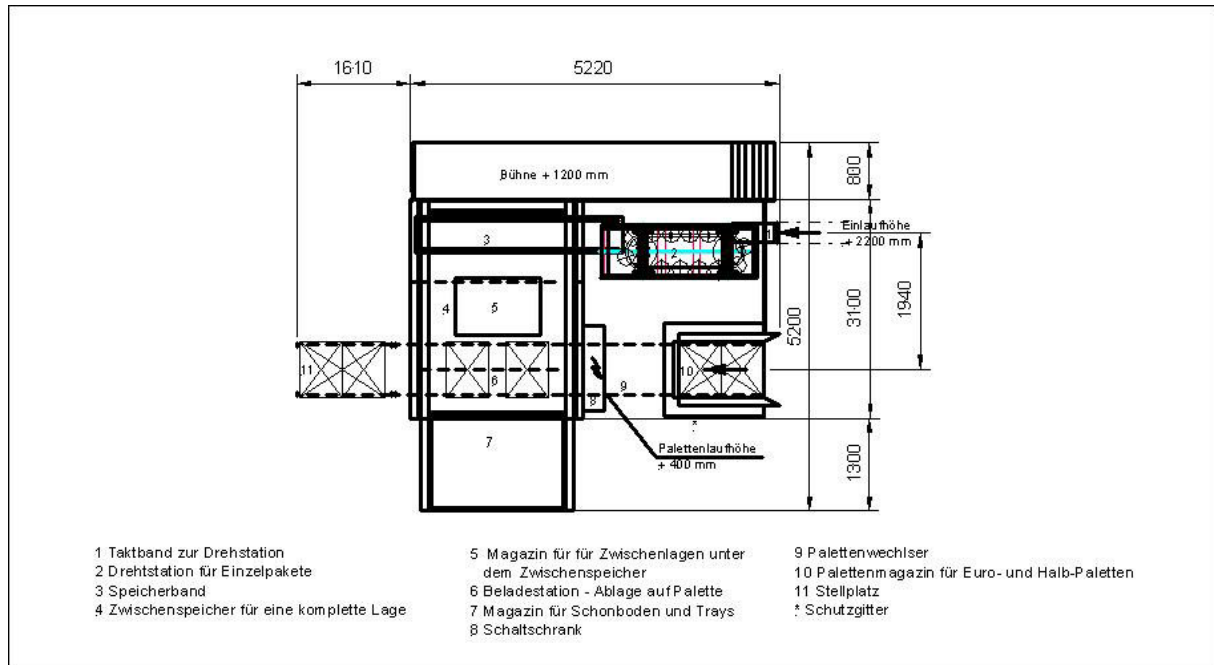 1610
5220
Bühne + 1200 mm
800
1
Einlaufhöhe
+ 2200 mm
3
2
4
5
5200
3100
1940
11
6
10
9
8
7
*
Palettenlaufhöhe
+ 400 mm
1300
1 Taktband zur Drehstation
2 Drehtstation für Einzelpakete
3 Speicherband
4 Zwischenspeicher für eine komplette Lage
5 Magazin für für Zwischenlagen unter
dem Zwischenspeicher
6 Beladestation - Ablage auf Palette
7 Magazin für Schonboden und Trays
8 Schaltschrank
9 Palettenwechlser
10 Palettenmagazin für Euro- und Halb-Paletten
11 Stellplatz
* Schutzgitter